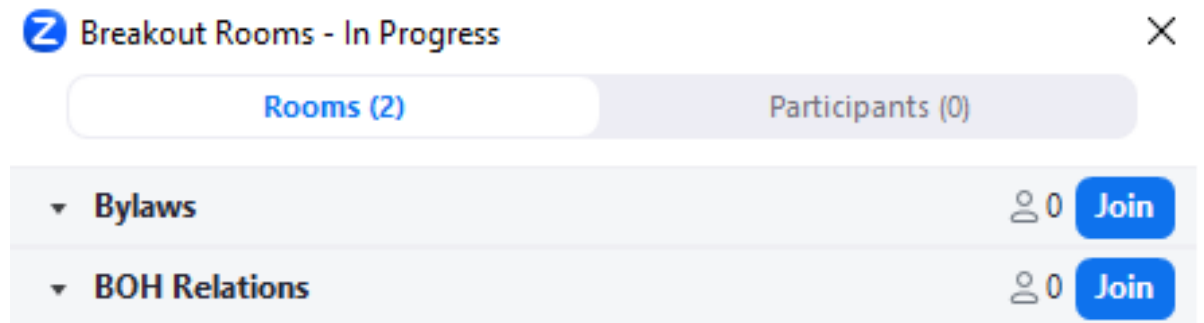 Z Breakout Rooms - In Progress
Rooms (2) Participants (0)
Bylaws 0 Join
BOH Relations 0 Join